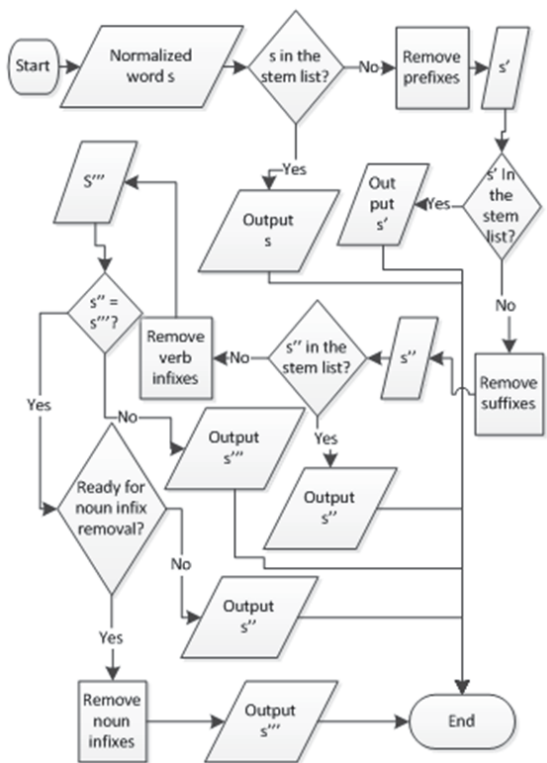 Start
Normalized
word s
s in the
stem list?
No
Remove
prefixes
s'
Yes
Output
s
s' In
the
stem
list?
Yes
Out
put
s'
No
Remove
suffixes
s''
s'' in the
stem list?
No
Remove
verb
infixes
S'''
s'' =
s'''?
Yes
Output
s''
Yes
No
Output
s'''
Ready for
noun infix
removal?
No
Output
s''
Yes
Remove
noun
infixes
Output
s'''
End